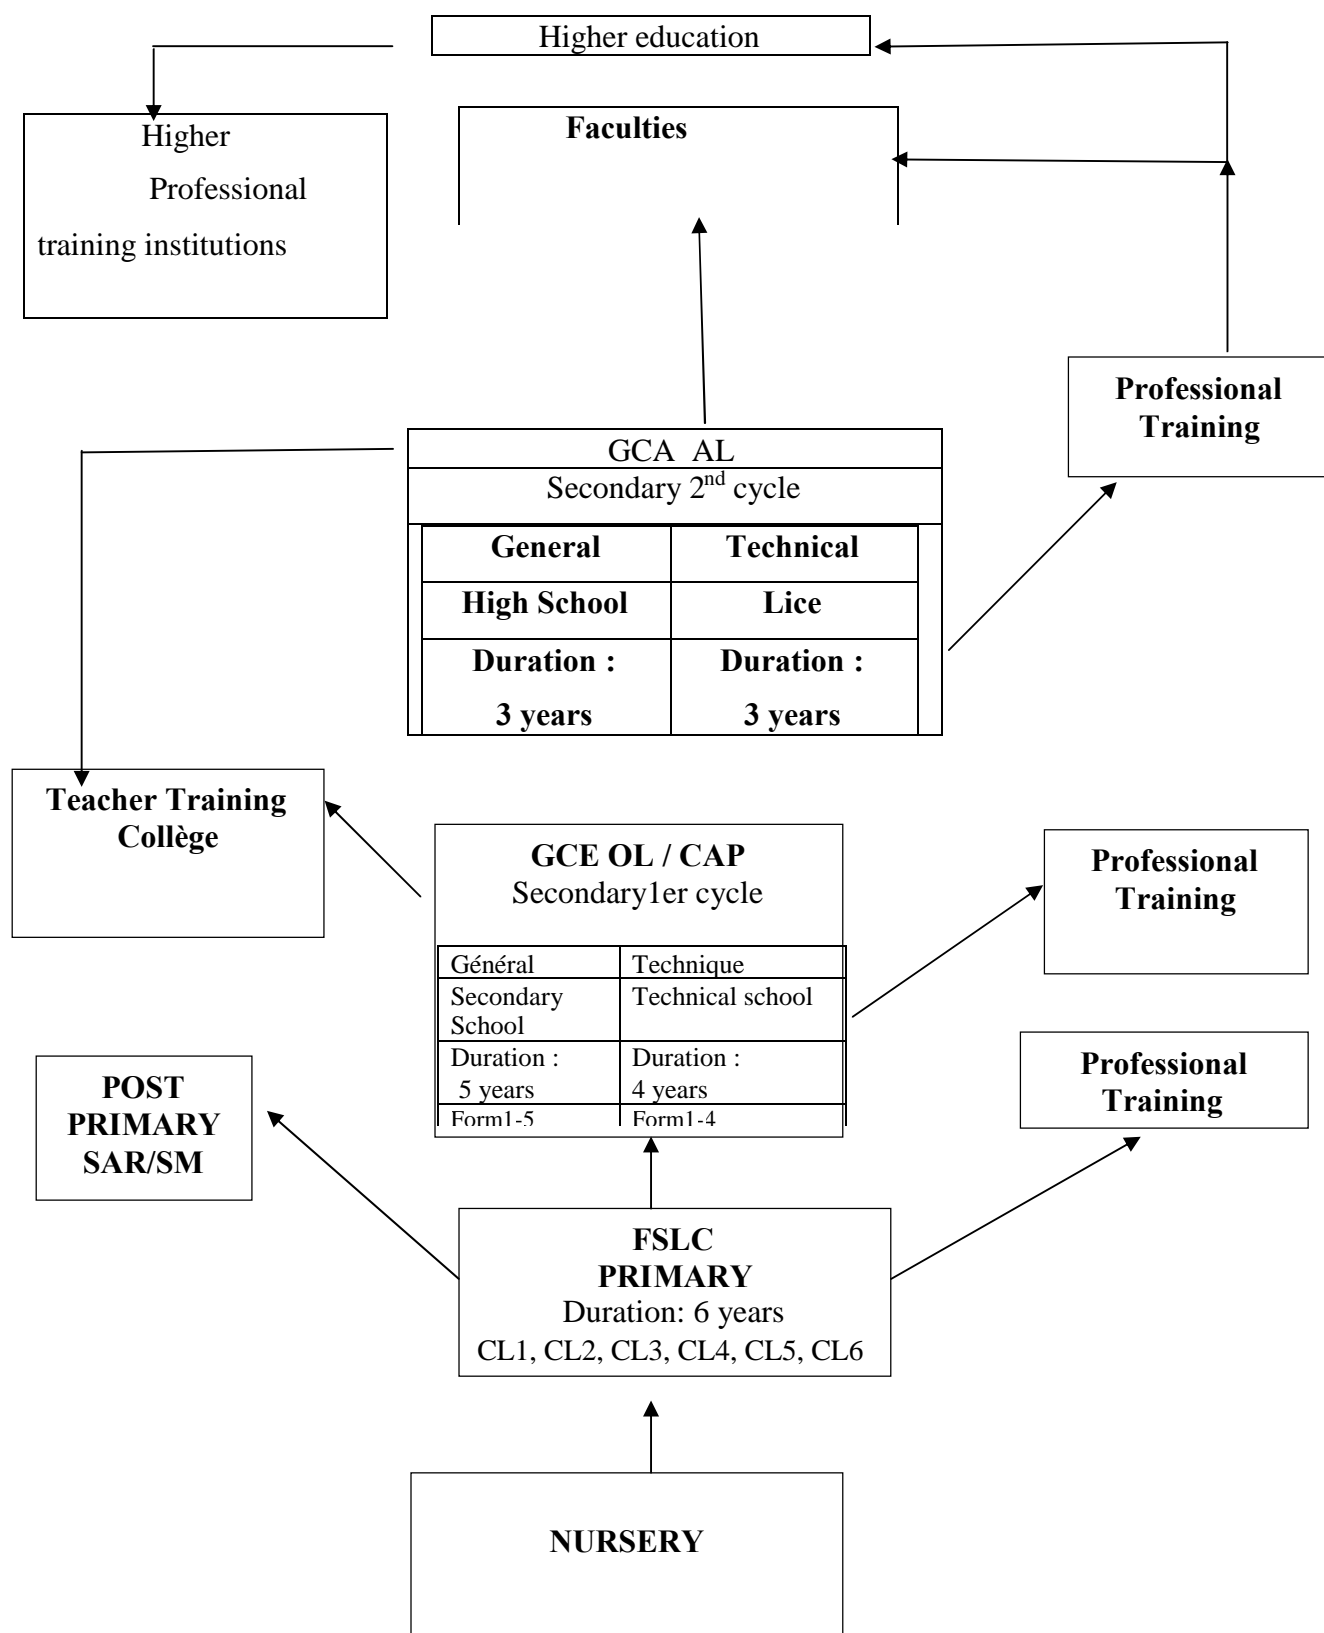 Higher education
Higher
Professional
training institutions
Faculties
Professional
Training
GCA AL
Secondary 2nd cycle
General
Technical
High School
Lice
Duration :
3 years
Duration :
3 years
Teacher Training
Collège
GCE OL / CAP
Secondary1er cycle
Général
Technique
Secondary
School
Technical school
Duration :
5 years
Duration :
4 years
Form1-5
Form1-4
Professional
Training
Professional
Training
POST
PRIMARY
SAR/SM
FSLC
PRIMARY
Duration: 6 years
CL1, CL2, CL3, CL4, CL5, CL6
NURSERY